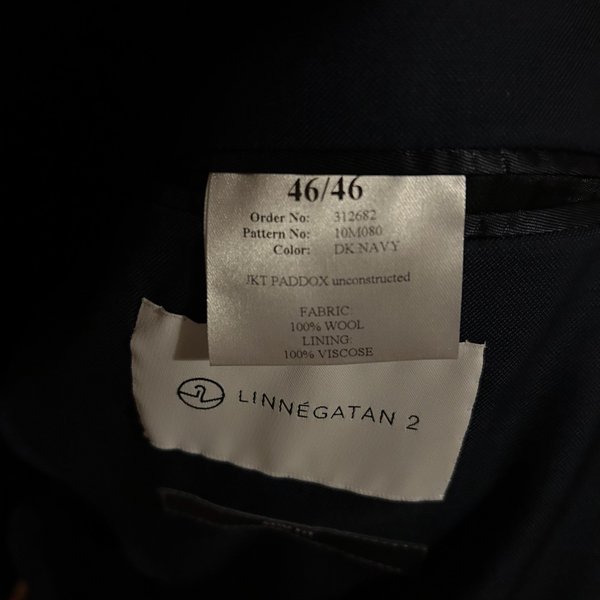 46/46
Order No: 312682
Pattern No: 10M080
Color: DK NAVY
JKT PADDOX unconstructed
FABRIC:
100% WOOL
LINING:
100% VISCOSE
LINNÉGATAN 2